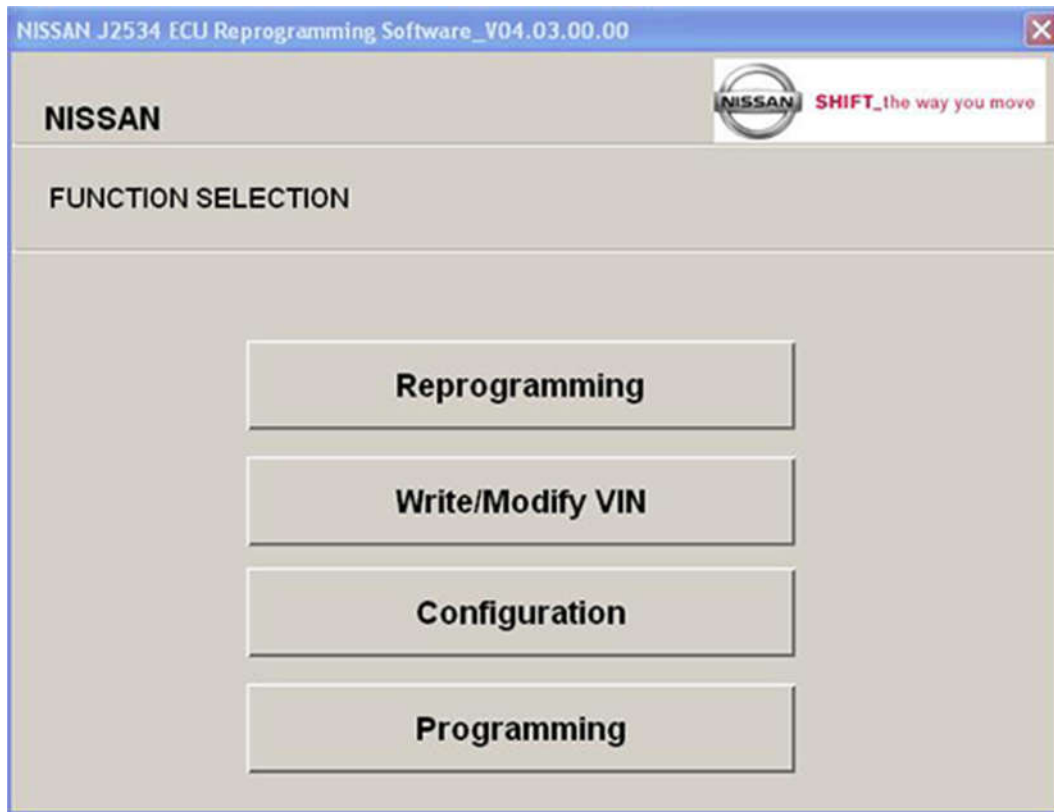 NISSAN J2534 ECU Reprogramming Software_V04.03.00.00
NISSAN
NISSAN SHIFT_the way you move
FUNCTION SELECTION
Reprogramming
Write/Modify VIN
Configuration
Programming